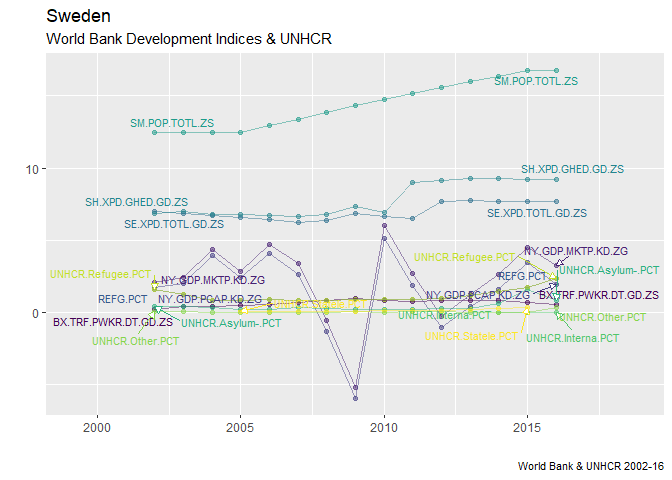 Sweden
World Bank Development Indices & UNHCR
SM.POP.TOTL.ZS
SM.POP.TOTL.ZS
10
SH.XPD.GHED.GD.ZS
SH.XPD.GHED.GD.ZS
SE.XPD.TOTL.GD.ZS
SE.XPD.TOTL.GD.ZS
NY.GDP.MKTP.KD.ZG
UNHCR.Refugee.PCT
UNHCR.Refugee.PCT
NY.GDP.MKTP.KD.ZG
REFG.PCT
UNHCR.Asylum-.PCT
REFG.PCT
NY.GDP.PCAP.KD.ZG
NY.GDP.PCAP.KD.ZG
BX.TRF.PWKR.DT.GD.ZS
0
BX.TRF.PWKR.DT.GD.ZS
UNHCR.Asylum-.PCT
UNHCR.Interna.PCT
UNHCR.Other.PCT
UNHCR.Other.PCT
UNHCR.Statele.PCT
UNHCR.Interna.PCT
2000
2005
2010
2015
World Bank & UNHCR 2002-16